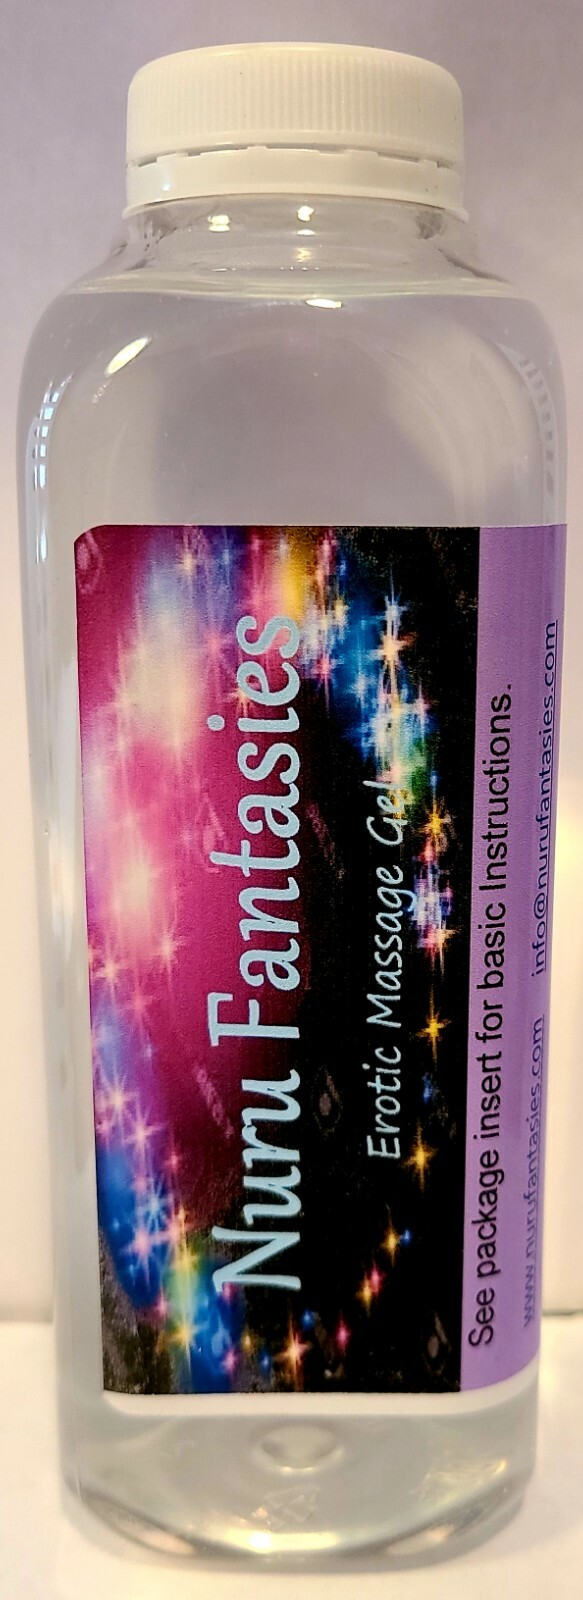 Nuru Fantasies
Erotic Massage Gel
See package insert for basic Instructions.
www.nurufantasies.com info@nurufantasies.com